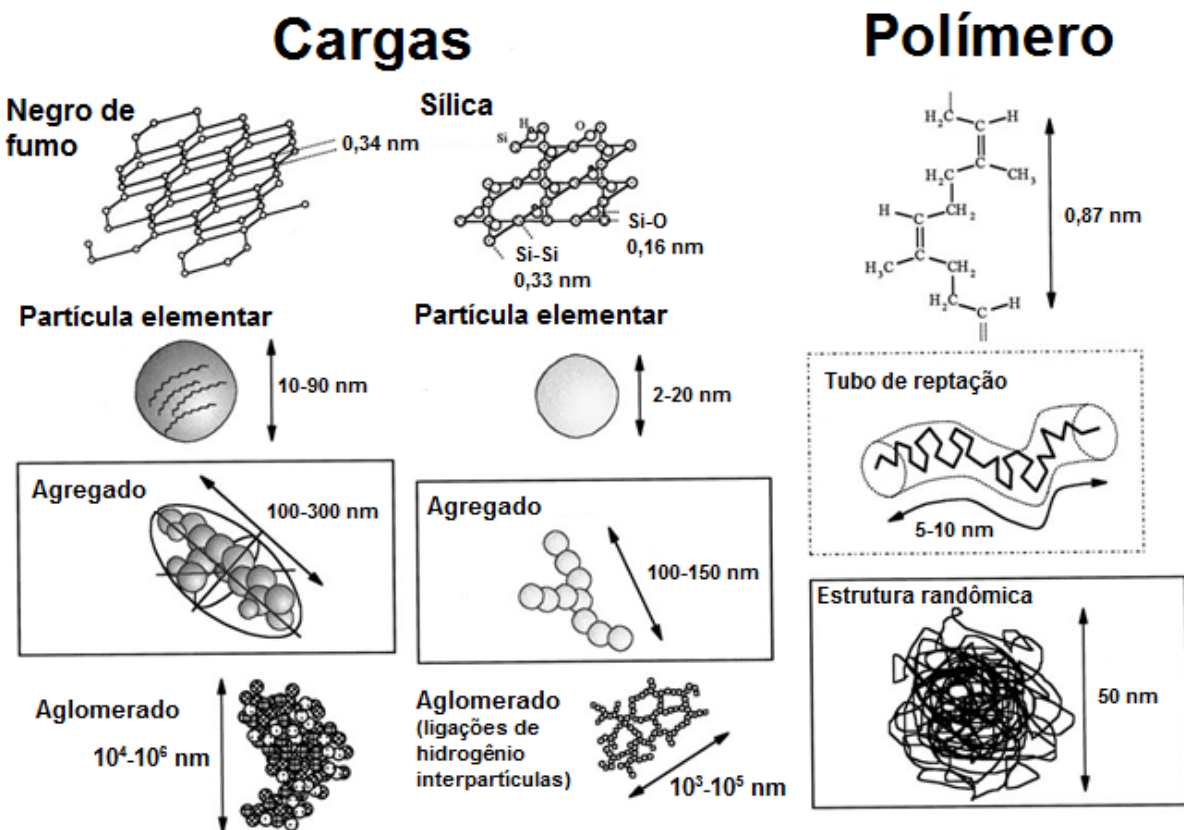 Cargas
Polímero
Negro de
fumo
0,34 nm
Sílica
H
O
Si
Si-O
0,16 nm
Si-Si
0,33 nm
H₂C
C
H
C
H₂C
CH₃
H
C
CH₂
C
H₃C
CH₂
H₂C
C
H
0,87 nm
Partícula elementar
10-90 nm
Partícula elementar
2-20 nm
Tubo de reptação
5-10 nm
Agregado
100-300 nm
Agregado
100-150 nm
Estrutura randômica
50 nm
Aglomerado
10⁴-10⁶ nm
Aglomerado
(ligações de
hidrogênio
interpartículas)
10³-10⁵ nm